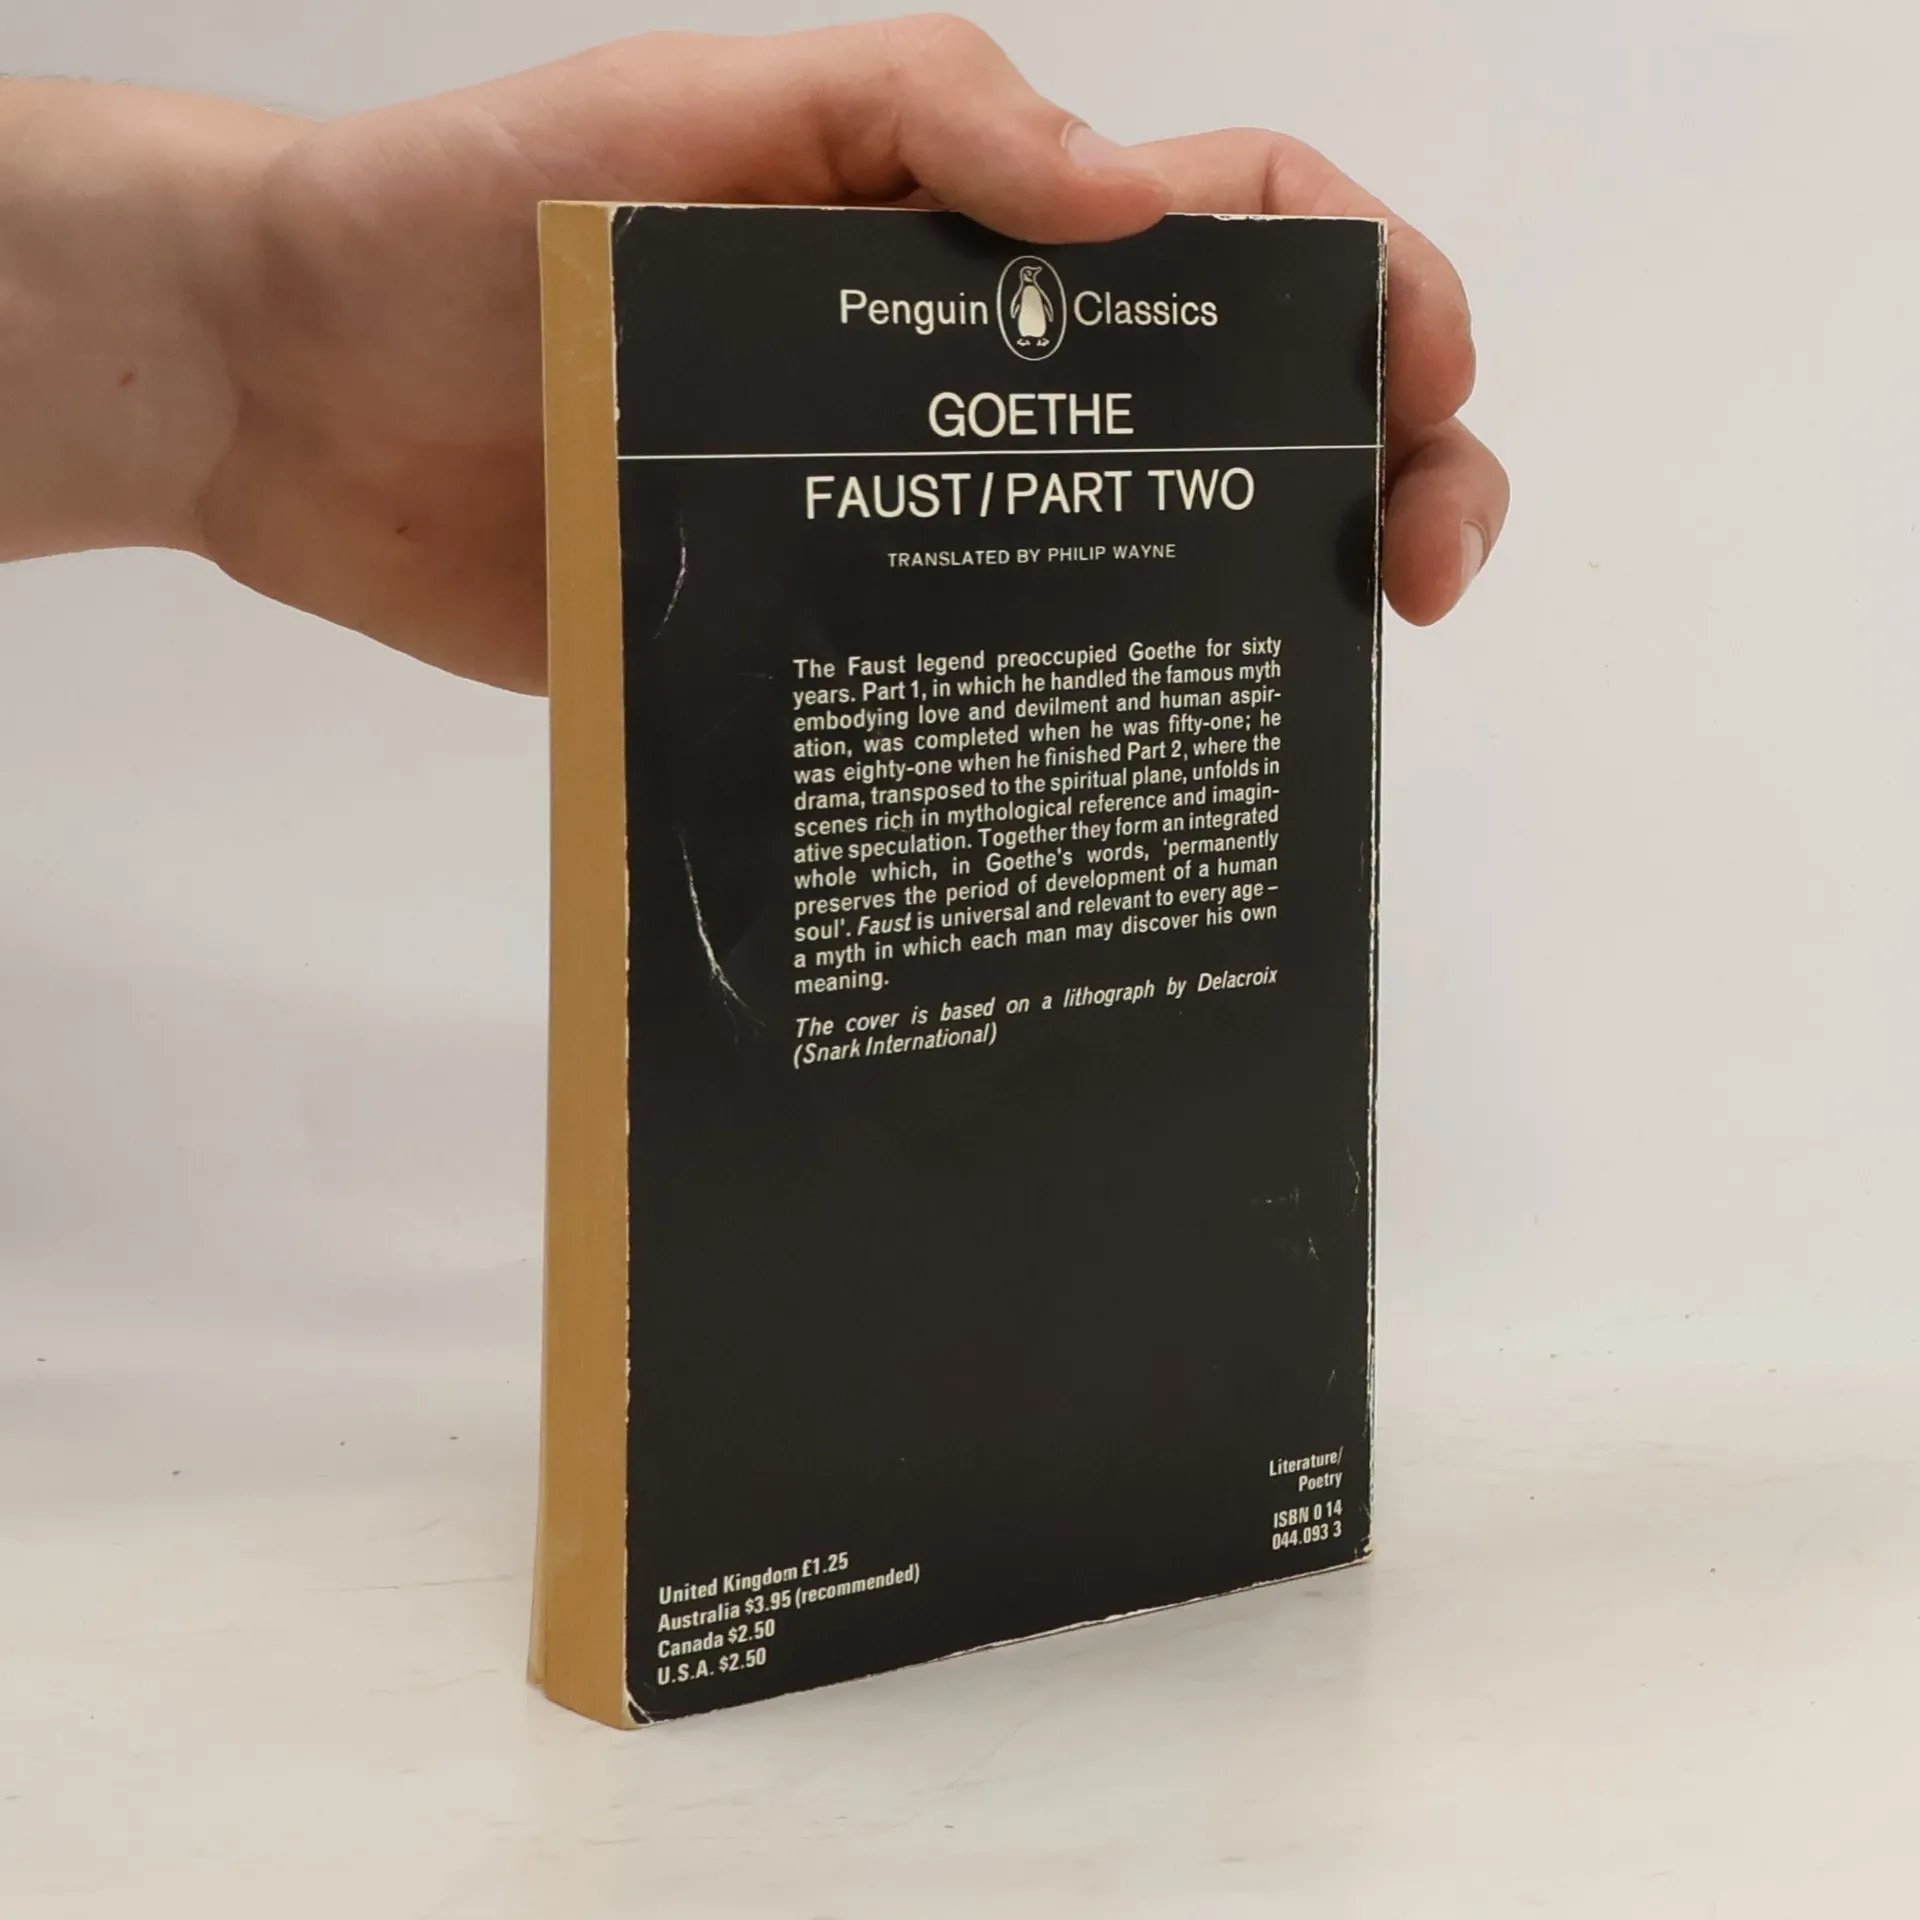 Penguin Classics
GOETHE
FAUST/PART TWO
TRANSLATED BY PHILIP WAYNE
The Faust legend preoccupied Goethe for sixty
years. Part 1, in which he handled the famous myth
embodying love and devilment and human aspir-
ation, was completed when he was fifty-one; he
was eighty-one when he finished Part 2, where the
drama, transposed to the spiritual plane, unfolds in
scenes rich in mythological reference and imagin-
ative speculation. Together they form an integrated
whole which, in Goethe's words, 'permanently
preserves the period of development of a human
soul'. Faust is universal and relevant to every age –
a myth in which each man may discover his own
meaning.
The cover is based on a lithograph by Delacroix
(Snark International)
Literature/
Poetry
ISBN 0 14
044.093 3
United Kingdom £1.25
Australia $3.95 (recommended)
Canada $2.50
U.S.A. $2.50